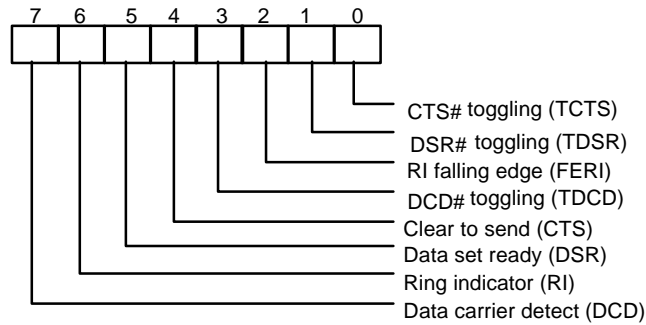 7 6 5 4 3 2 1 0
CTS# toggling (TCTS)
DSR# toggling (TDSR)
RI falling edge (FERI)
DCD# toggling (TDCD)
Clear to send (CTS)
Data set ready (DSR)
Ring indicator (RI)
Data carrier detect (DCD)